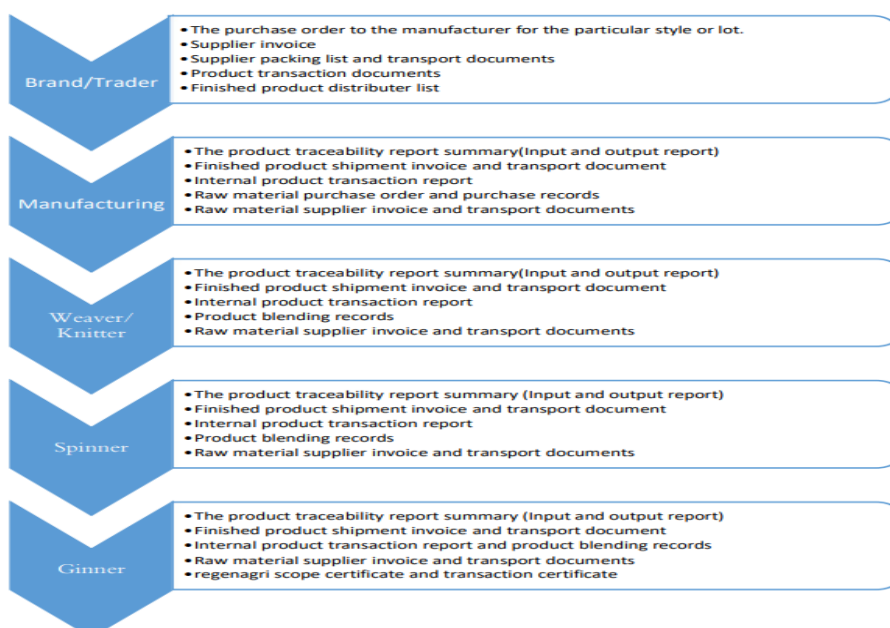 Brand/Trader
•The purchase order to the manufacturer for the particular style or lot.
•Supplier invoice
•Supplier packing list and transport documents
•Product transaction documents
•Finished product distributer list
Manufacturing
•The product traceability report summary(Input and output report)
•Finished product shipment invoice and transport document
•Internal product transaction report
•Raw material purchase order and purchase records
•Raw material supplier invoice and transport documents
Weaver/
Knitter
•The product traceability report summary(Input and output report)
•Finished product shipment invoice and transport document
•Internal product transaction report
•Product blending records
•Raw material supplier invoice and transport documents
Spinner
•The product traceability report summary (Input and output report)
•Finished product shipment invoice and transport document
•Internal product transaction report
•Product blending records
•Raw material supplier invoice and transport documents
Ginner
•The product traceability report summary (Input and output report)
•Finished product shipment invoice and transport document
•Internal product transaction report and product blending records
•Raw material supplier invoice and transport documents
•regenagri scope certificate and transaction certificate